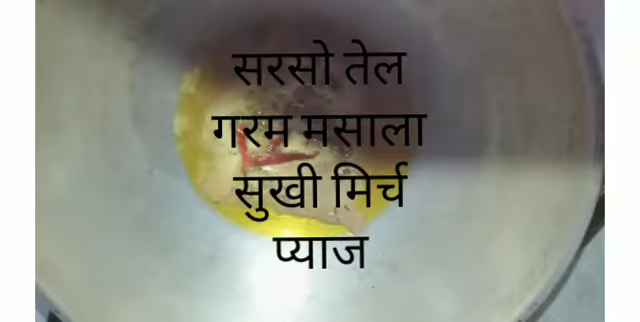 सरसो तेल
गरम मसाला
सुखी मिर्च
प्याज